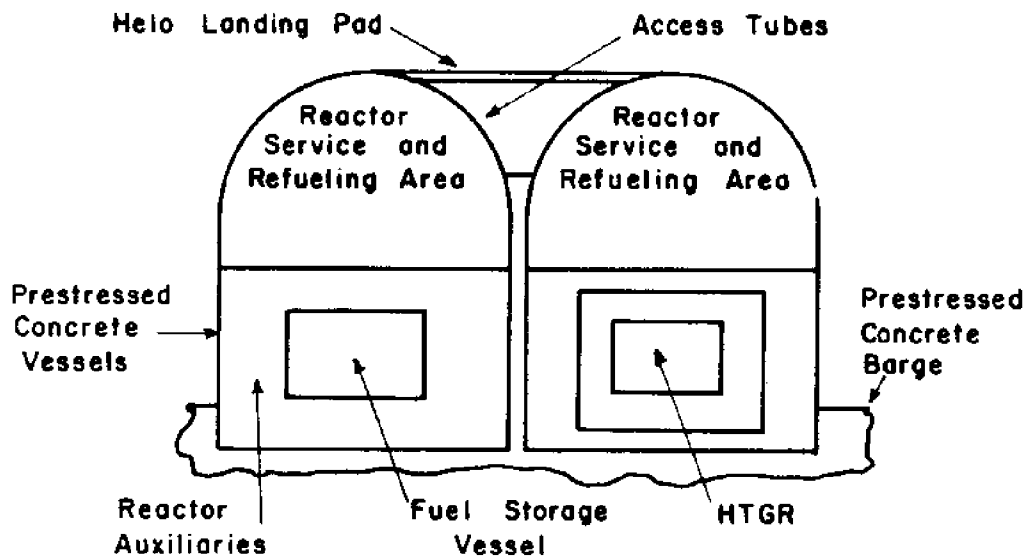 Helo Landing Pad
Access Tubes
Reactor
Service and
Refueling Area
Reactor
Service and
Refueling Area
Prestressed
Concrete
Vessels
Prestressed
Concrete
Barge
Reactor
Auxiliaries
Fuel Storage
Vessel
HTGR